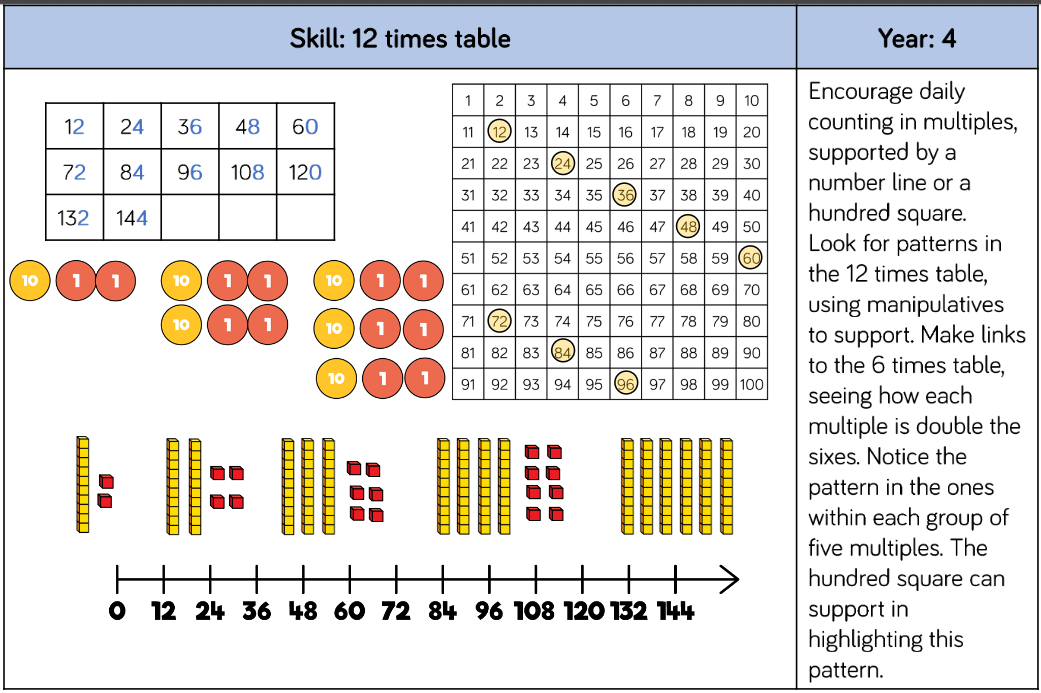 Skill: 12 times table
Year: 4
12 24 36 48 60
72 84 96 108 120
132 144
10 1 1
10 1 1
10 1 1
10 1 1
10 1 1
10 1 1
1 2 3 4 5 6 7 8 9 10
11 12 13 14 15 16 17 18 19 20
21 22 23 24 25 26 27 28 29 30
31 32 33 34 35 36 37 38 39 40
41 42 43 44 45 46 47 48 49 50
51 52 53 54 55 56 57 58 59 60
61 62 63 64 65 66 67 68 69 70
71 72 73 74 75 76 77 78 79 80
81 82 83 84 85 86 87 88 89 90
91 92 93 94 95 96 97 98 99 100
0 12 24 36 48 60 72 84 96 108 120 132 144
Encourage daily
counting in multiples,
supported by a
number line or a
hundred square.
Look for patterns in
the 12 times table,
using manipulatives
to support. Make links
to the 6 times table,
seeing how each
multiple is double the
sixes. Notice the
pattern in the ones
within each group of
five multiples. The
hundred square can
support in
highlighting this
pattern.